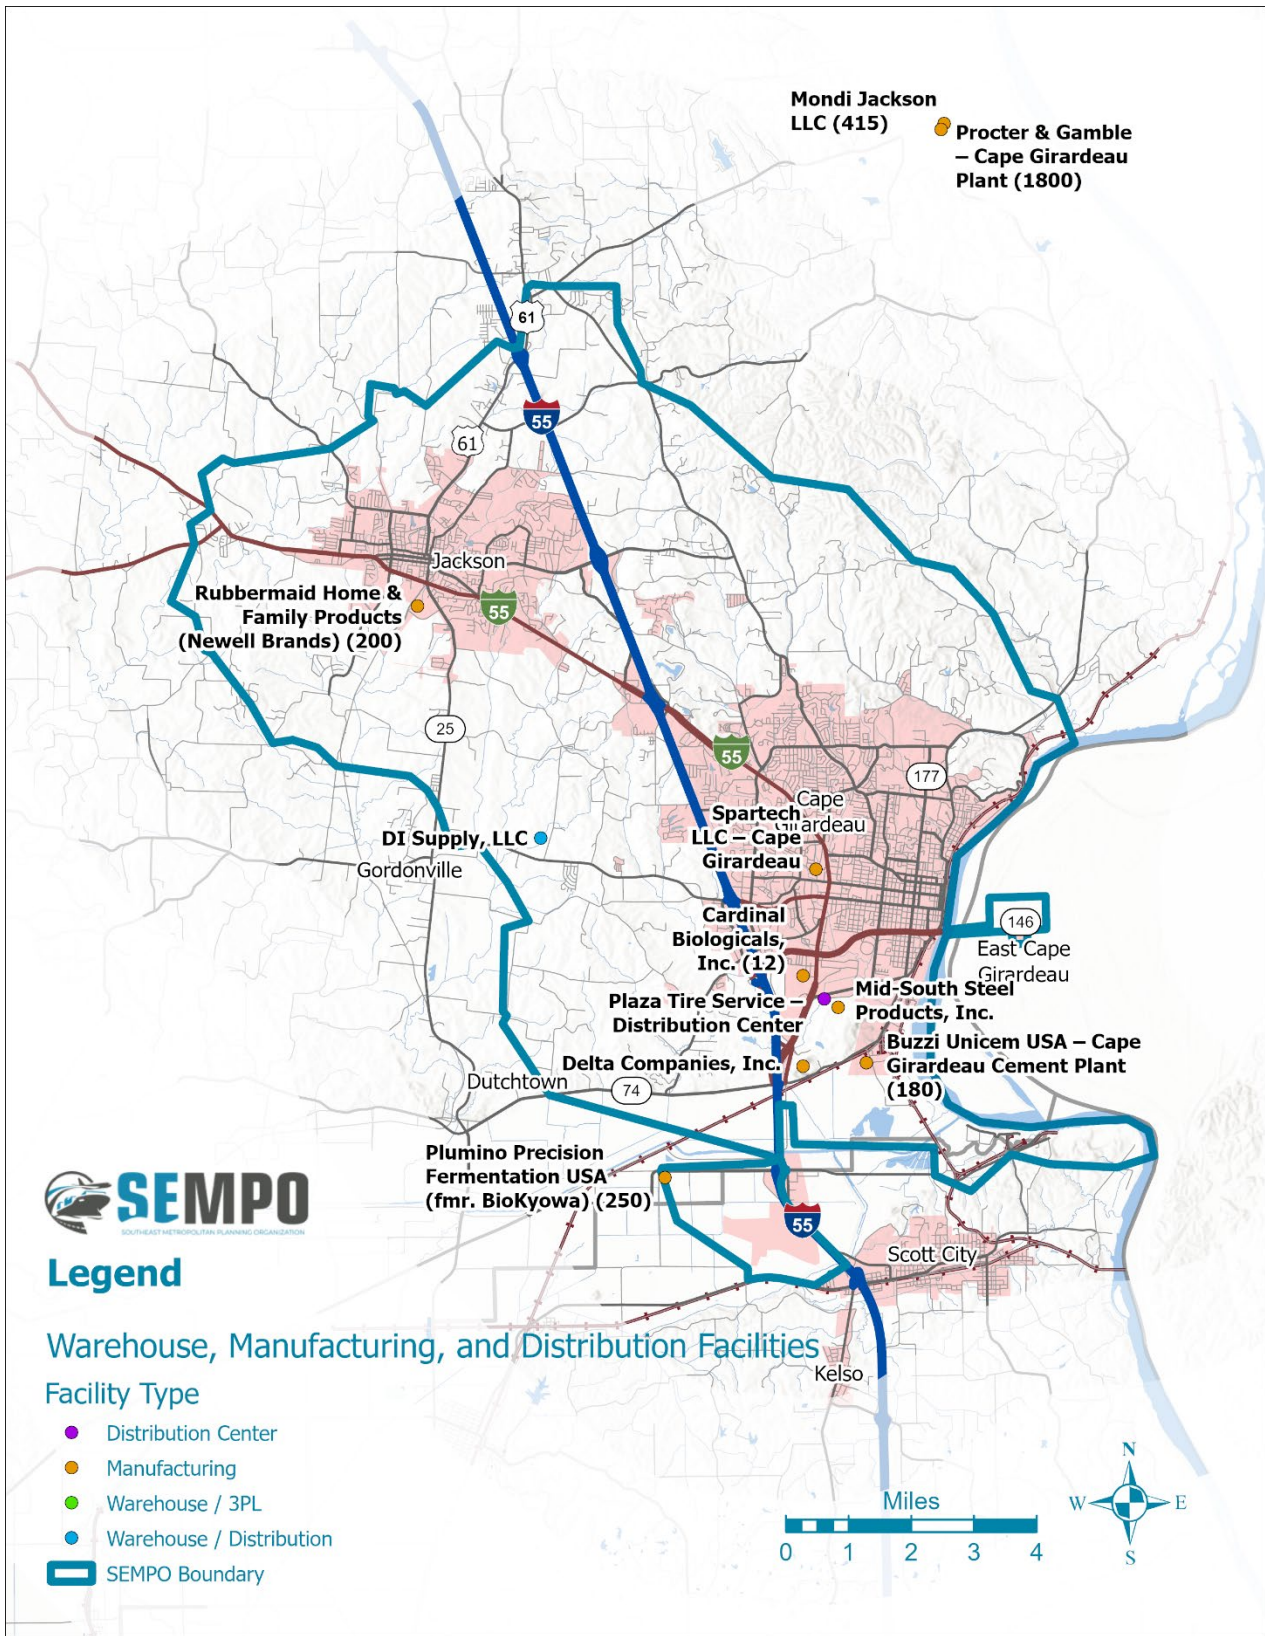 Mondi Jackson
LLC (415)
Procter & Gamble
– Cape Girardeau
Plant (1800)
61
55
61
Jackson
Rubbermaid Home &
Family Products
(Newell Brands) (200)
55
25
55
177
Cape
Girardeau
Spartech
LLC – Cape
Girardeau
DI Supply, LLC
Gordonville
Cardinal
Biologicals,
Inc. (12)
146
East Cape
Girardeau
Plaza Tire Service –
Distribution Center
Mid-South Steel
Products, Inc.
Delta Companies, Inc.
Buzzi Unicem USA – Cape
Girardeau Cement Plant
(180)
Dutchtown
74
Plumino Precision
Fermentation USA
(fmr. BioKyowa) (250)
55
Scott City
Kelso
SEMPO
SOUTHEAST METROPOLITAN PLANNING ORGANIZATION
Legend
Warehouse, Manufacturing, and Distribution Facilities
Facility Type
Distribution Center
Manufacturing
Warehouse / 3PL
Warehouse / Distribution
SEMPO Boundary
Miles
0 1 2 3 4
N
W E
S